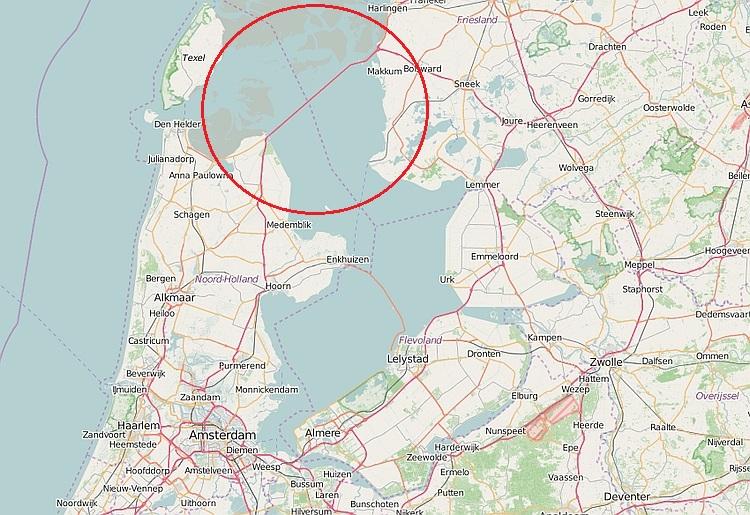 Harlingen
Franeker
Friesland
Leek
Roden
Texel
Drachten
Makkum
Bolsward
Sneek
Gorredijk
Oosterwolde
Den Helder
Joure
Heerenveen
Julianadorp
Anna Paulowna
Wolvega
Lemmer
Schagen
Steenwijk
Medemblik
Hoogeveen
Enkhuizen
Emmeloord
Meppel
Bergen
Noord-Holland
Urk
Staphorst
Hoorn
Alkmaar
Heiloo
Dedemsvaart
Castricum
Flevoland
Kampen
Lelystad
Dronten
Zwolle
Dalfsen
Ommen
Purmerend
Beverwijk
Hattem
IJmuiden
Zaandam
Monnickendam
Elburg
Wezep
Overijssel
Haarlem
Heerde
Raalte
Zandvoort
Amsterdam
Almere
Nunspeet
Heemstede
Diemen
Harderwijk
Epe
Nijverdal
Zeewolde
Hoofddorp
Amstelveen
Weesp
Huizen
Ermelo
Vaassen
Nieuw-Vennep
Bussum
Laren
Putten
Deventer
Noordwijk
Uithoorn
Bunschoten
Hilversum
Nijkerk